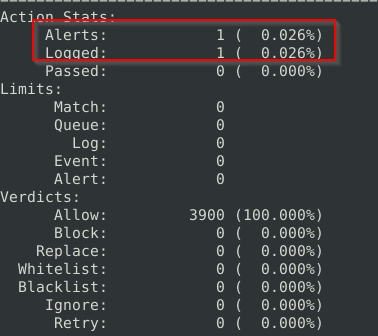 Action Stats:
Alerts: 1 ( 0.026%)
Logged: 1 ( 0.026%)
Passed: 0 ( 0.000%)
Limits:
Match: 0
Queue: 0
Log: 0
Event: 0
Alert: 0
Verdicts:
Allow: 3900 (100.000%)
Block: 0 ( 0.000%)
Replace: 0 ( 0.000%)
Whitelist: 0 ( 0.000%)
Blacklist: 0 ( 0.000%)
Ignore: 0 ( 0.000%)
Retry: 0 ( 0.000%)